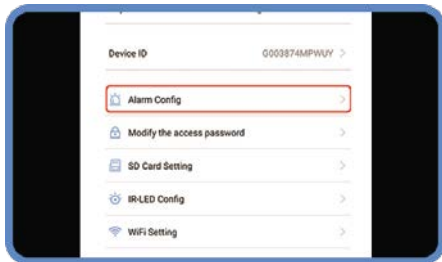 Device ID G003874MPWUY >
Alarm Config >
Modify the access password >
SD Card Setting >
IR-LED Config >
WiFi Setting >